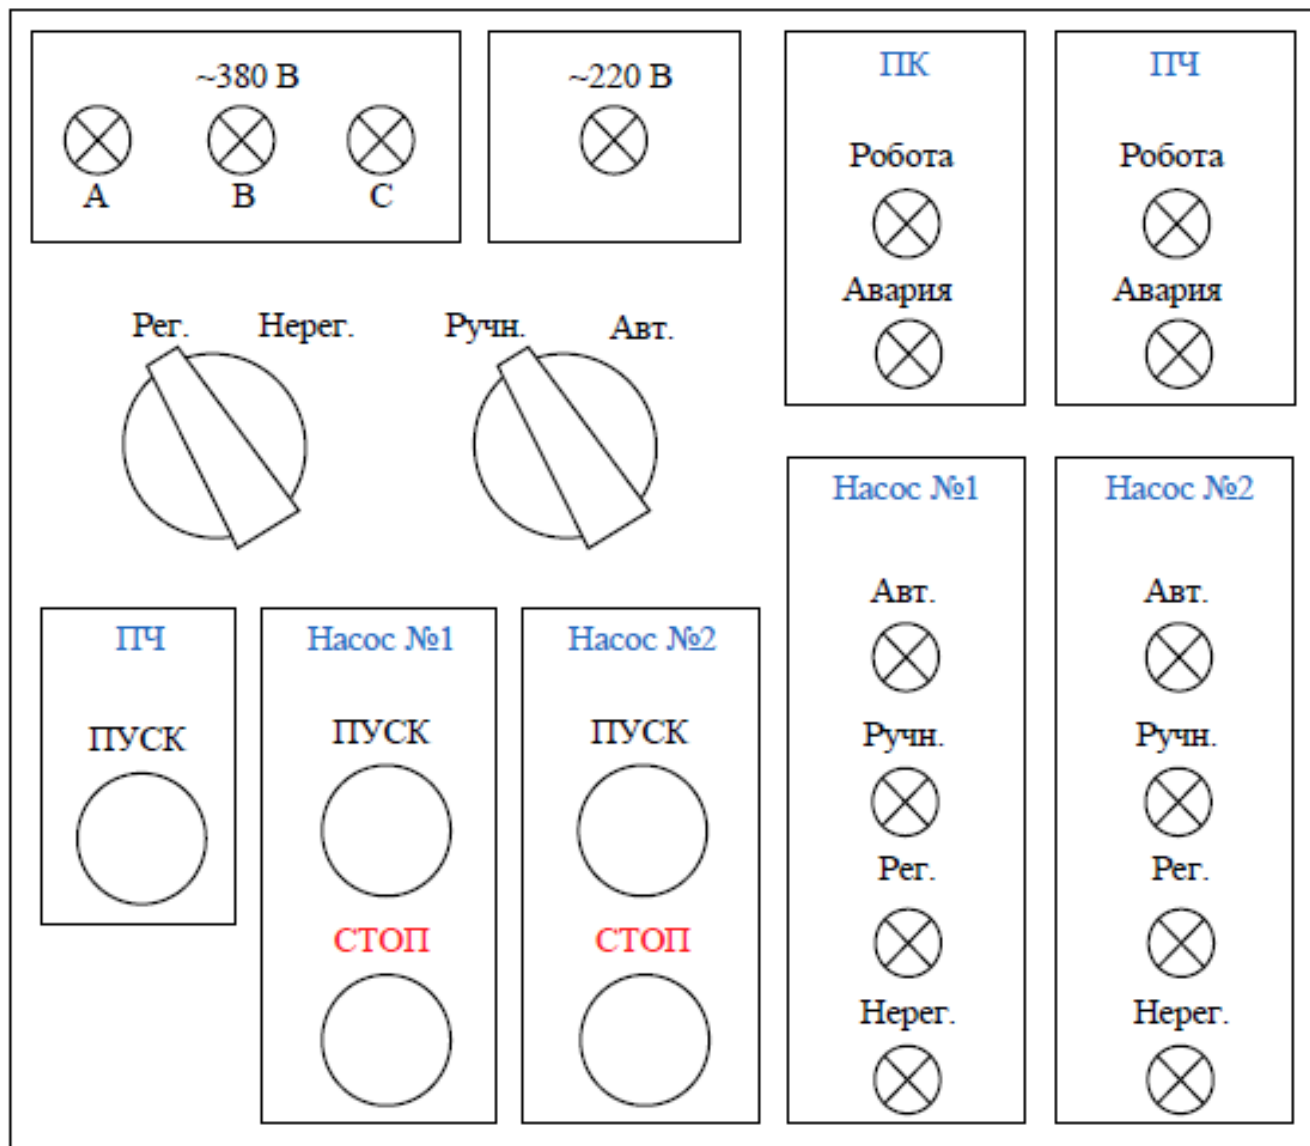 ~380 В
A
B
C
~220 В
ПК
Робота
Авария
ПЧ
Робота
Авария
Рег.
Нерег.
Ручн.
Авт.
ПЧ
ПУСК
Насос №1
ПУСК
СТОП
Насос №2
ПУСК
СТОП
Насос №1
Авт.
Ручн.
Рег.
Нерег.
Насос №2
Авт.
Ручн.
Рег.
Нерег.